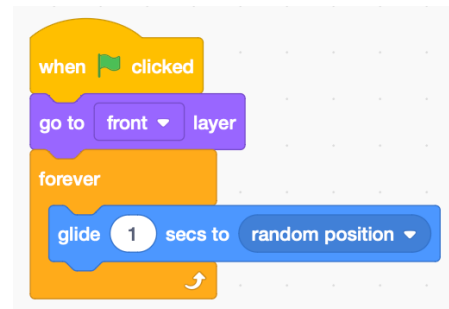 when clicked
go to front layer
forever
glide 1 secs to random position